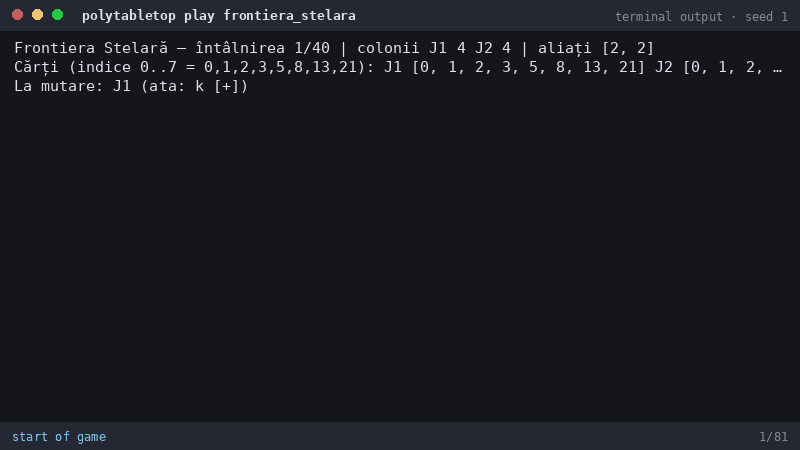 polytabletop play frontiera_stelara
terminal output · seed 1
Frontiera Stelară — întâlnirea 1/40 | colonii J1 4 J2 4 | aliați [2, 2]
Cărți (indice 0..7 = 0,1,2,3,5,8,13,21): J1 [0, 1, 2, 3, 5, 8, 13, 21] J2 [0, 1, 2, …
La mutare: J1 (ata: k [+])
start of game
1/81